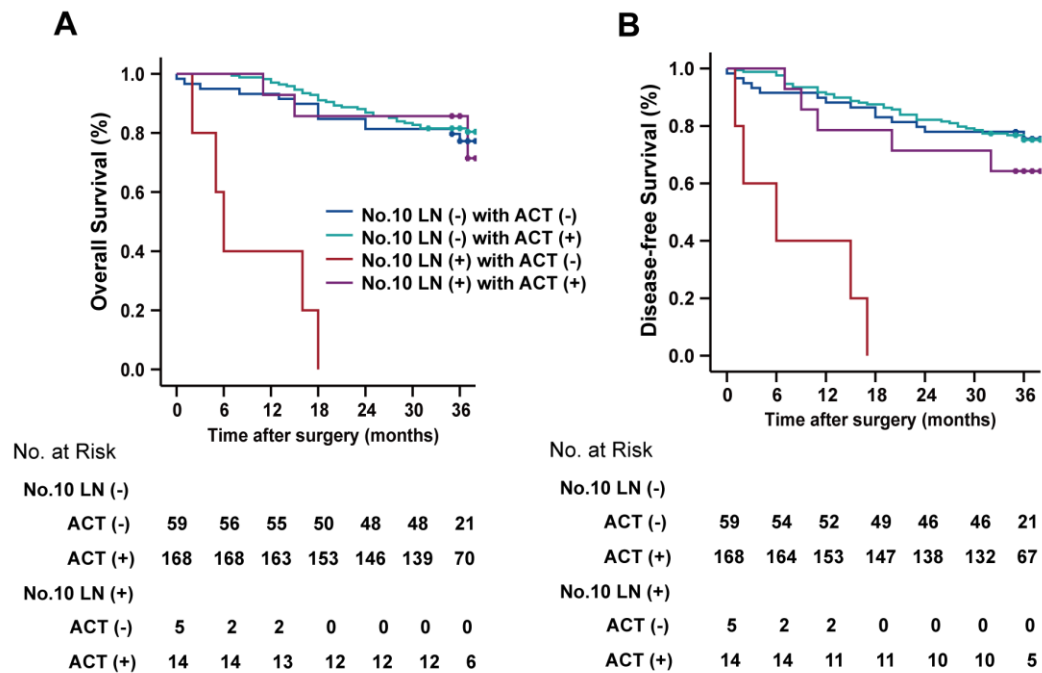 A
Overall Survival (%)
1.0
0.8
0.6
0.4
0.2
0.0
0 6 12 18 24 30 36
Time after surgery (months)
No.10 LN (-) with ACT (-)
No.10 LN (-) with ACT (+)
No.10 LN (+) with ACT (-)
No.10 LN (+) with ACT (+)
No. at Risk
No.10 LN (-)
ACT (-) 59 56 55 50 48 48 21
ACT (+) 168 168 163 153 146 139 70
No.10 LN (+)
ACT (-) 5 2 2 0 0 0 0
ACT (+) 14 14 13 12 12 12 6
B
Disease-free Survival (%)
1.0
0.8
0.6
0.4
0.2
0.0
0 6 12 18 24 30 36
Time after surgery (months)
No. at Risk
No.10 LN (-)
ACT (-) 59 54 52 49 46 46 21
ACT (+) 168 164 153 147 138 132 67
No.10 LN (+)
ACT (-) 5 2 2 0 0 0 0
ACT (+) 14 14 11 11 10 10 5